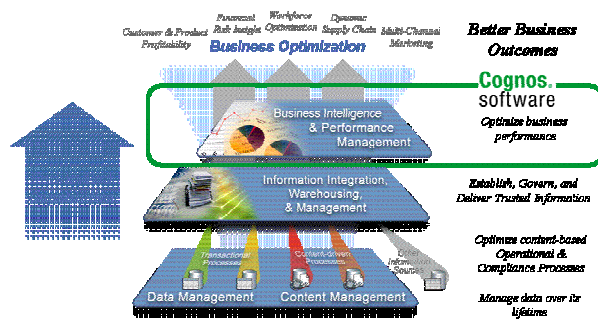 Customer & Product
Profitability
Financial
Risk Insight
Workforce
Optimization
Dynamic
Supply Chain
Multi-Channel
Marketing
Business Optimization
Better Business
Outcomes
Cognos.
software
Business Intelligence
& Performance
Management
Optimize business
performance
Information Integration,
Warehousing,
& Management
Establish, Govern, and
Deliver Trusted Information
Transactional
Processes
Content-driven
Processes
Other
Information
Sources
Optimize content-based
Operational &
Compliance Processes
Data Management
Content Management
Manage data over its
lifetime